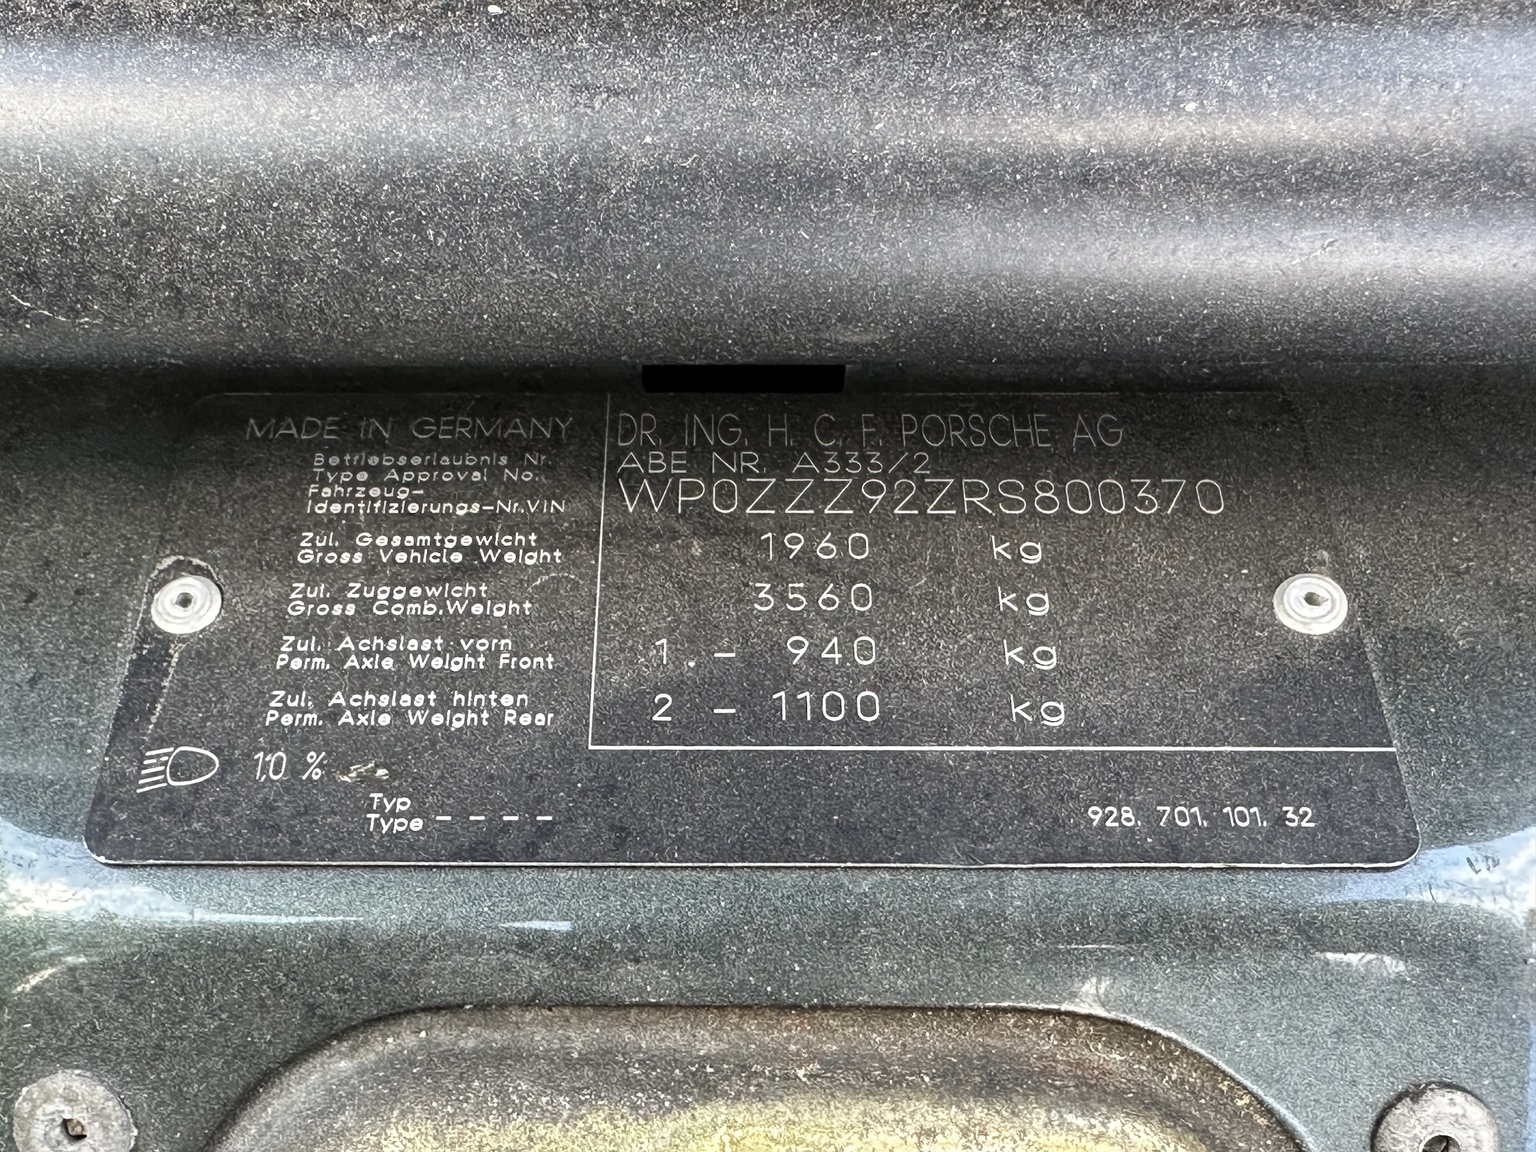 MADE IN GERMANY
DR. ING. H. C. F. PORSCHE AG
Betriebserlaubnis Nr.
Type Approval No.
ABE NR. A333/2
Fahrzeug-
Identifizierungs-Nr.VIN
WP0ZZZ92ZRS800370
Zul. Gesamtgewicht
Gross Vehicle Weight
1960 kg
Zul. Zuggewicht
Gross Comb.Weight
3560 kg
Zul. Achslast vorn
Perm. Axle Weight Front
1 - 940 kg
Zul. Achslast hinten
Perm. Axle Weight Rear
2 - 1100 kg
1,0 %
Typ
Type - - - -
928. 701. 101. 32